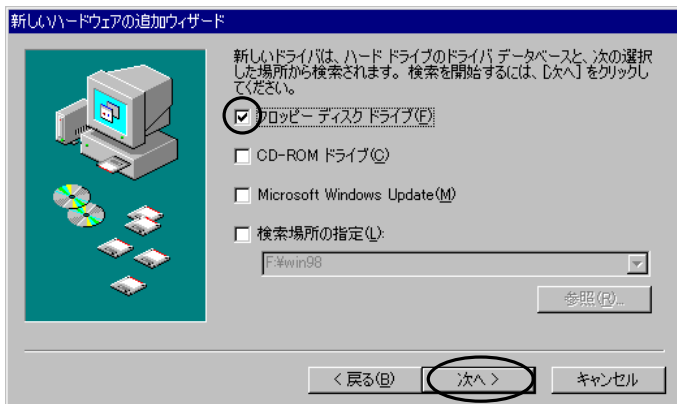 新しいハードウェアの追加ウィザード
新しいドライバは、ハード ドライブのドライバ データベースと、次の選択
した場所から検索されます。検索を開始するには、[次へ] をクリックし
てください。
フロッピー ディスク ドライブ(F)
CD-ROM ドライブ(C)
Microsoft Windows Update(M)
検索場所の指定(L):
F:¥win98
参照(R)...
< 戻る(B)
次へ >
キャンセル